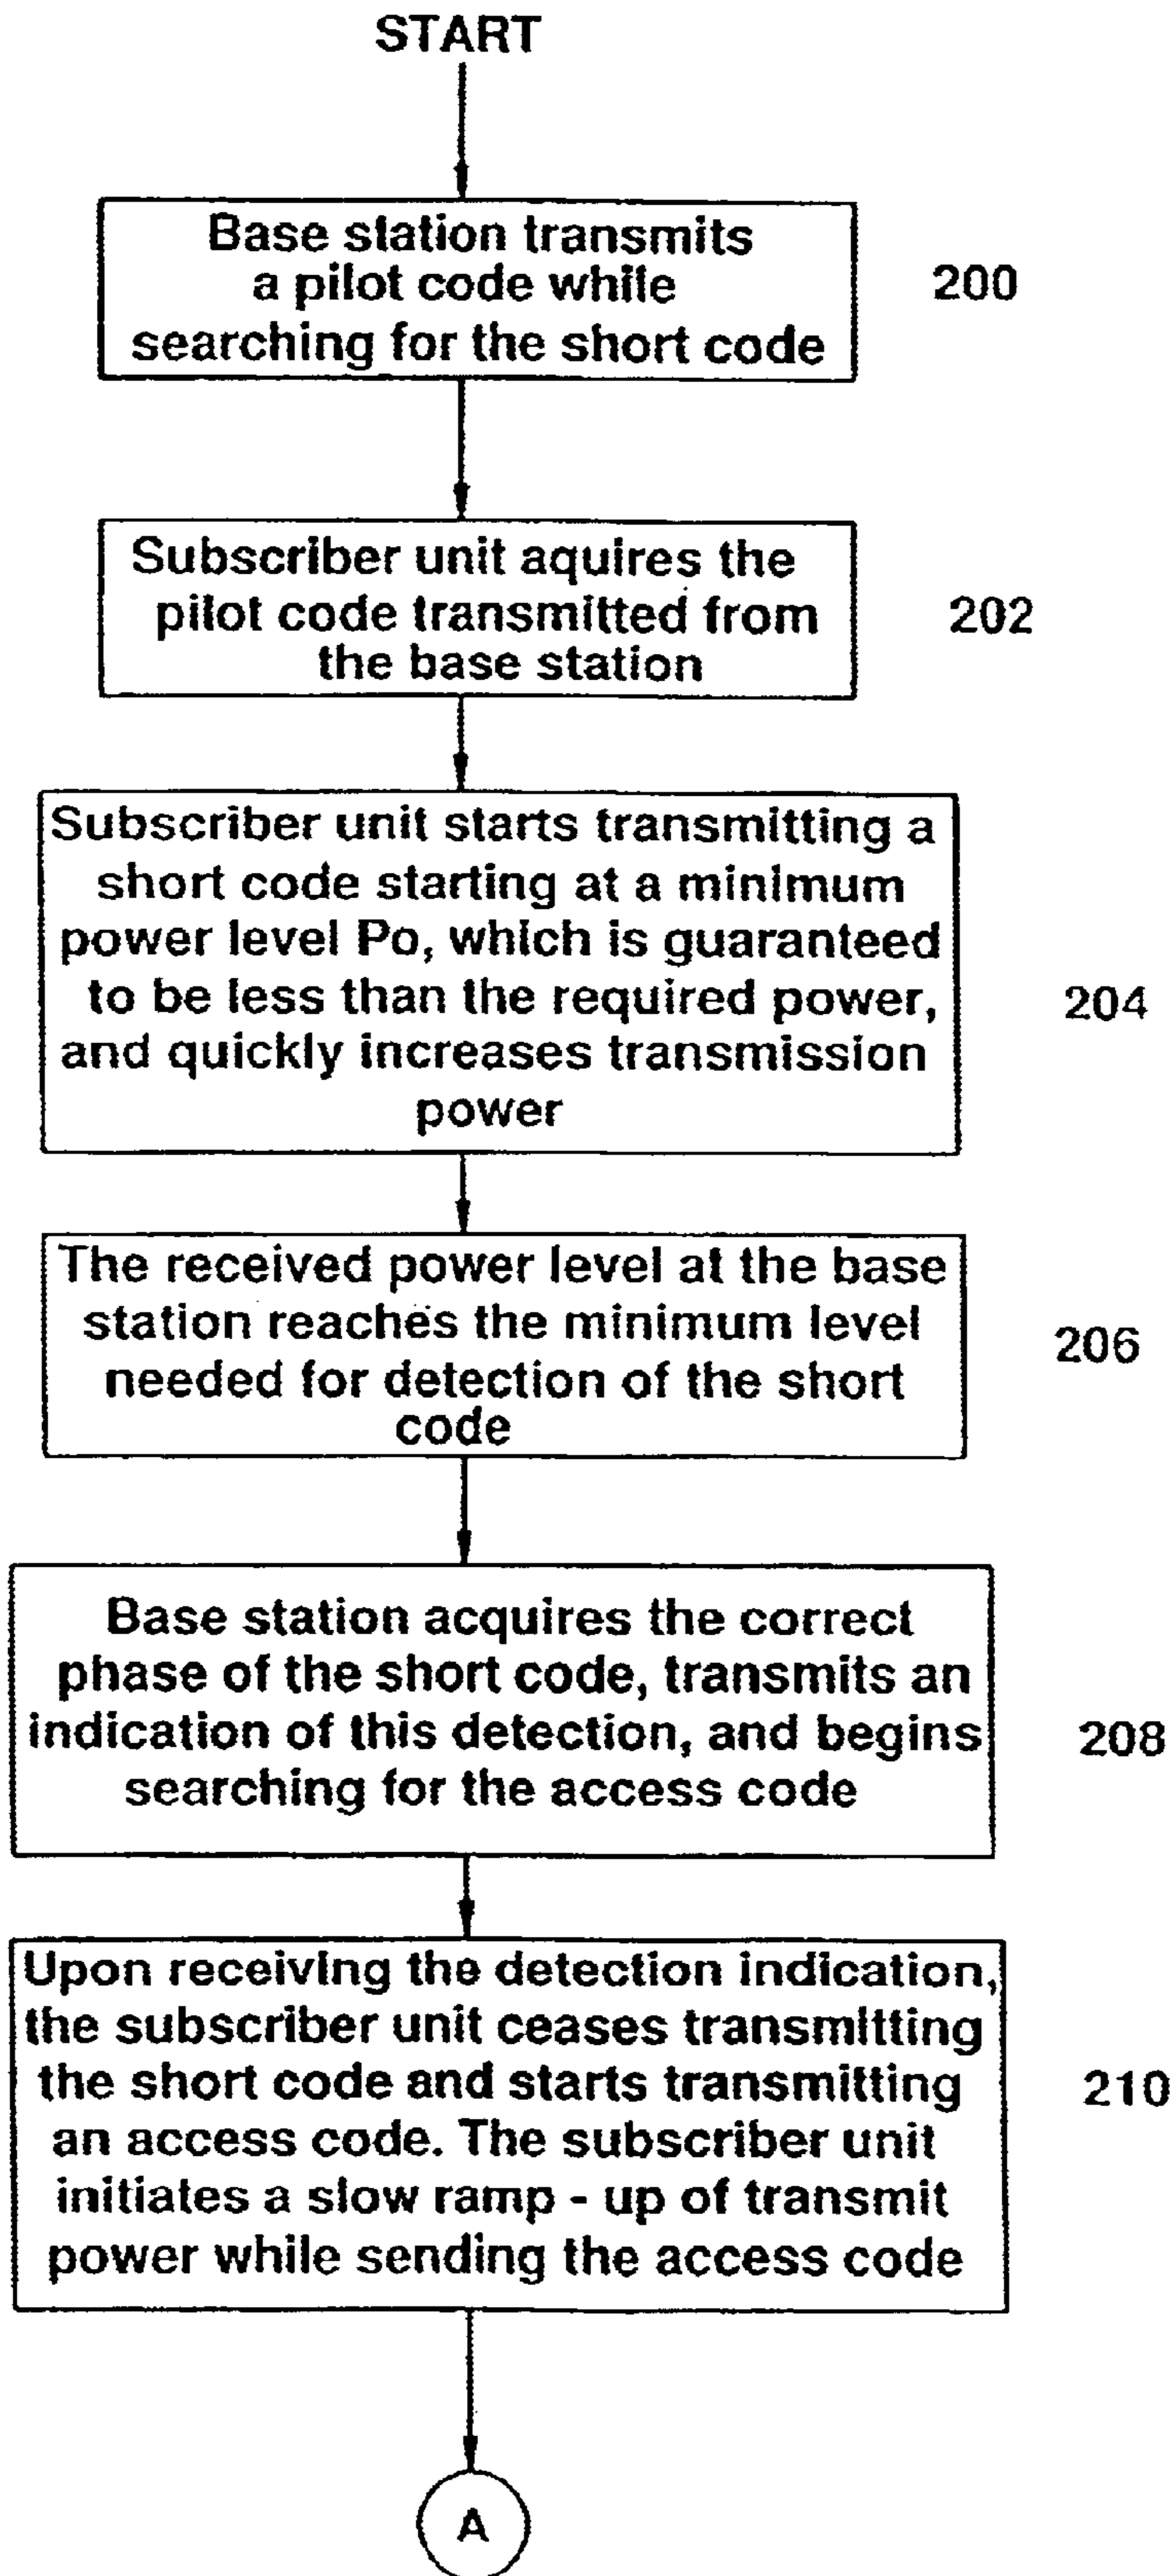 START
Base station transmits
a pilot code while
searching for the short code
200
Subscriber unit aquires the
pilot code transmitted from
the base station
202
Subscriber unit starts transmitting a
short code starting at a minimum
power level Po, which is guaranteed
to be less than the required power,
and quickly increases transmission
power
204
The received power level at the base
station reaches the minimum level
needed for detection of the short
code
206
Base station acquires the correct
phase of the short code, transmits an
indication of this detection, and begins
searching for the access code
208
Upon receiving the detection indication,
the subscriber unit ceases transmitting
the short code and starts transmitting
an access code. The subscriber unit
initiates a slow ramp - up of transmit
power while sending the access code
210
A